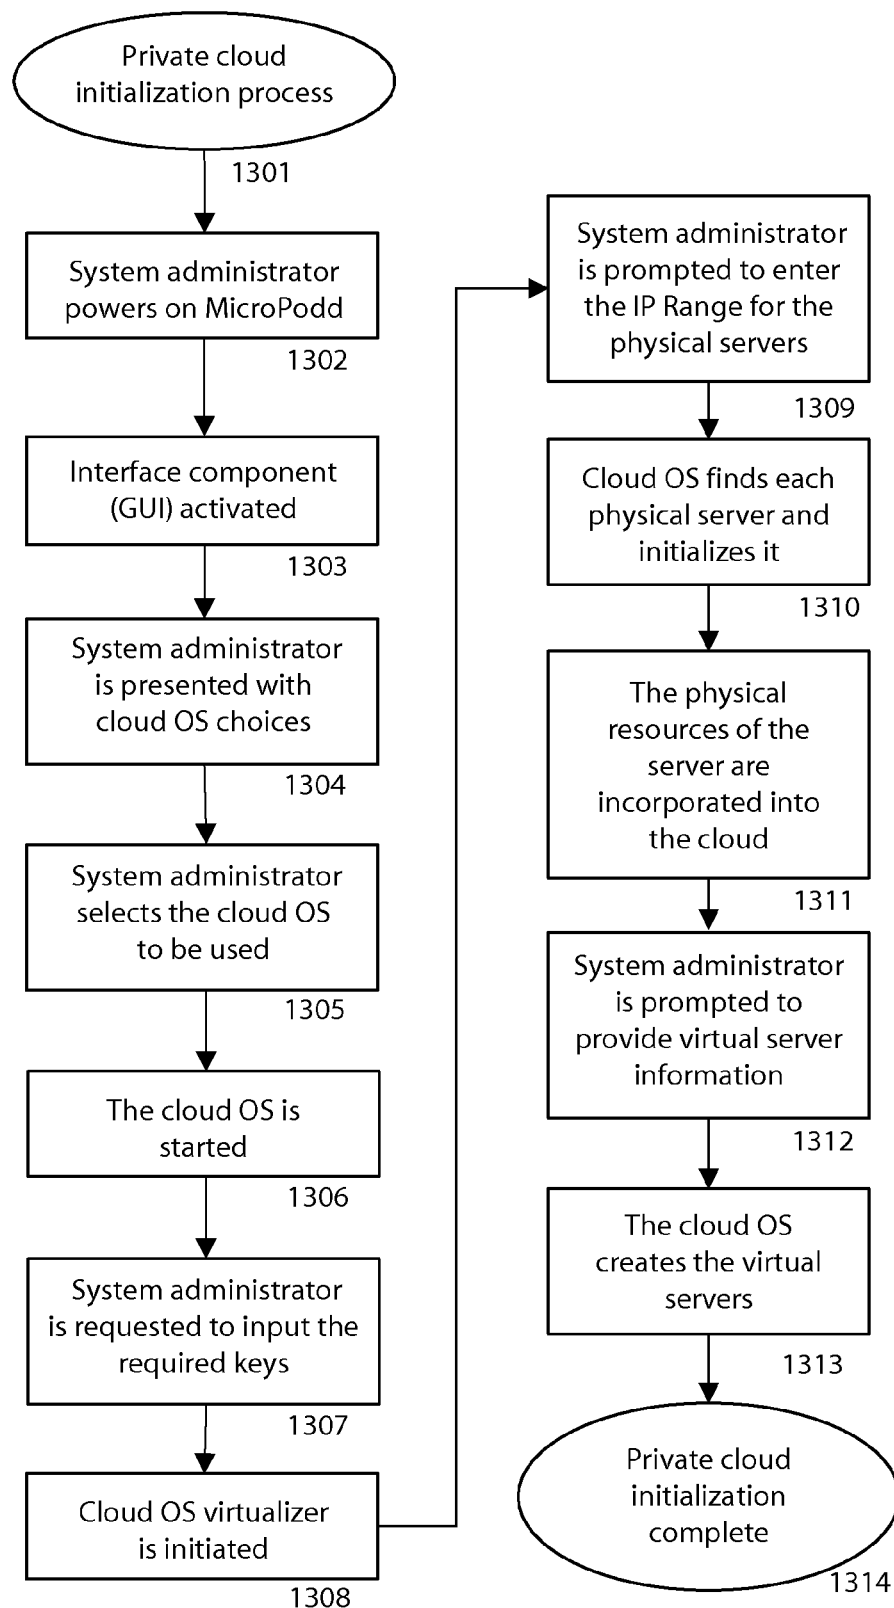 Private cloud
initialization process
1301
System administrator
powers on MicroPodd
1302
Interface component
(GUI) activated
1303
System administrator
is presented with
cloud OS choices
1304
System administrator
selects the cloud OS
to be used
1305
The cloud OS is
started
1306
System administrator
is requested to input the
required keys
1307
Cloud OS virtualizer
is initiated
1308
System administrator
is prompted to enter
the IP Range for the
physical servers
1309
Cloud OS finds each
physical server and
initializes it
1310
The physical
resources of the
server are
incorporated into
the cloud
1311
System administrator
is prompted to
provide virtual server
information
1312
The cloud OS
creates the virtual
servers
1313
Private cloud
initialization
complete
1314